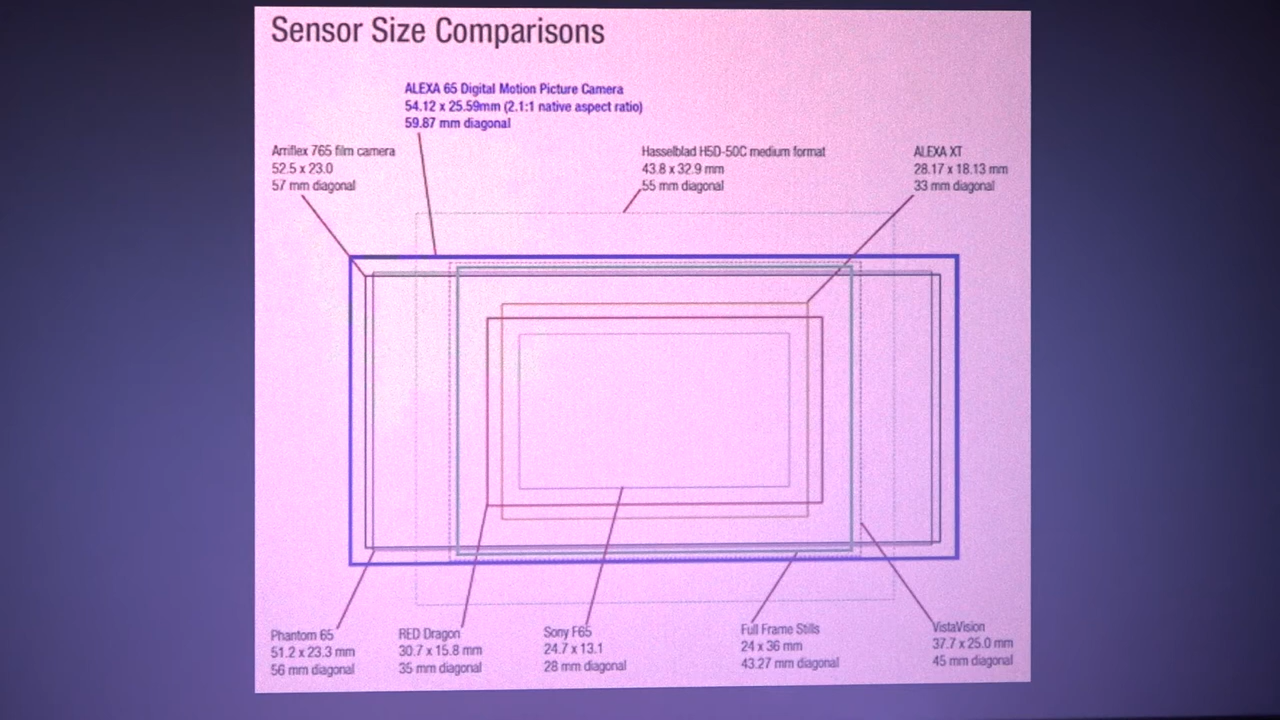 Sensor Size Comparisons
ALEXA 65 Digital Motion Picture Camera
54.12 x 25.59mm (2.1:1 native aspect ratio)
59.87 mm diagonal
Arriflex 765 film camera
52.5 x 23.0
57 mm diagonal
Hasselblad H5D-50C medium format
43.8 x 32.9 mm
55 mm diagonal
ALEXA XT
28.17 x 18.13 mm
33 mm diagonal
Phantom 65
51.2 x 23.3 mm
56 mm diagonal
RED Dragon
30.7 x 15.8 mm
35 mm diagonal
Sony F65
24.7 x 13.1
28 mm diagonal
Full Frame Stills
24 x 36 mm
43.27 mm diagonal
VistaVision
37.7 x 25.0 mm
45 mm diagonal